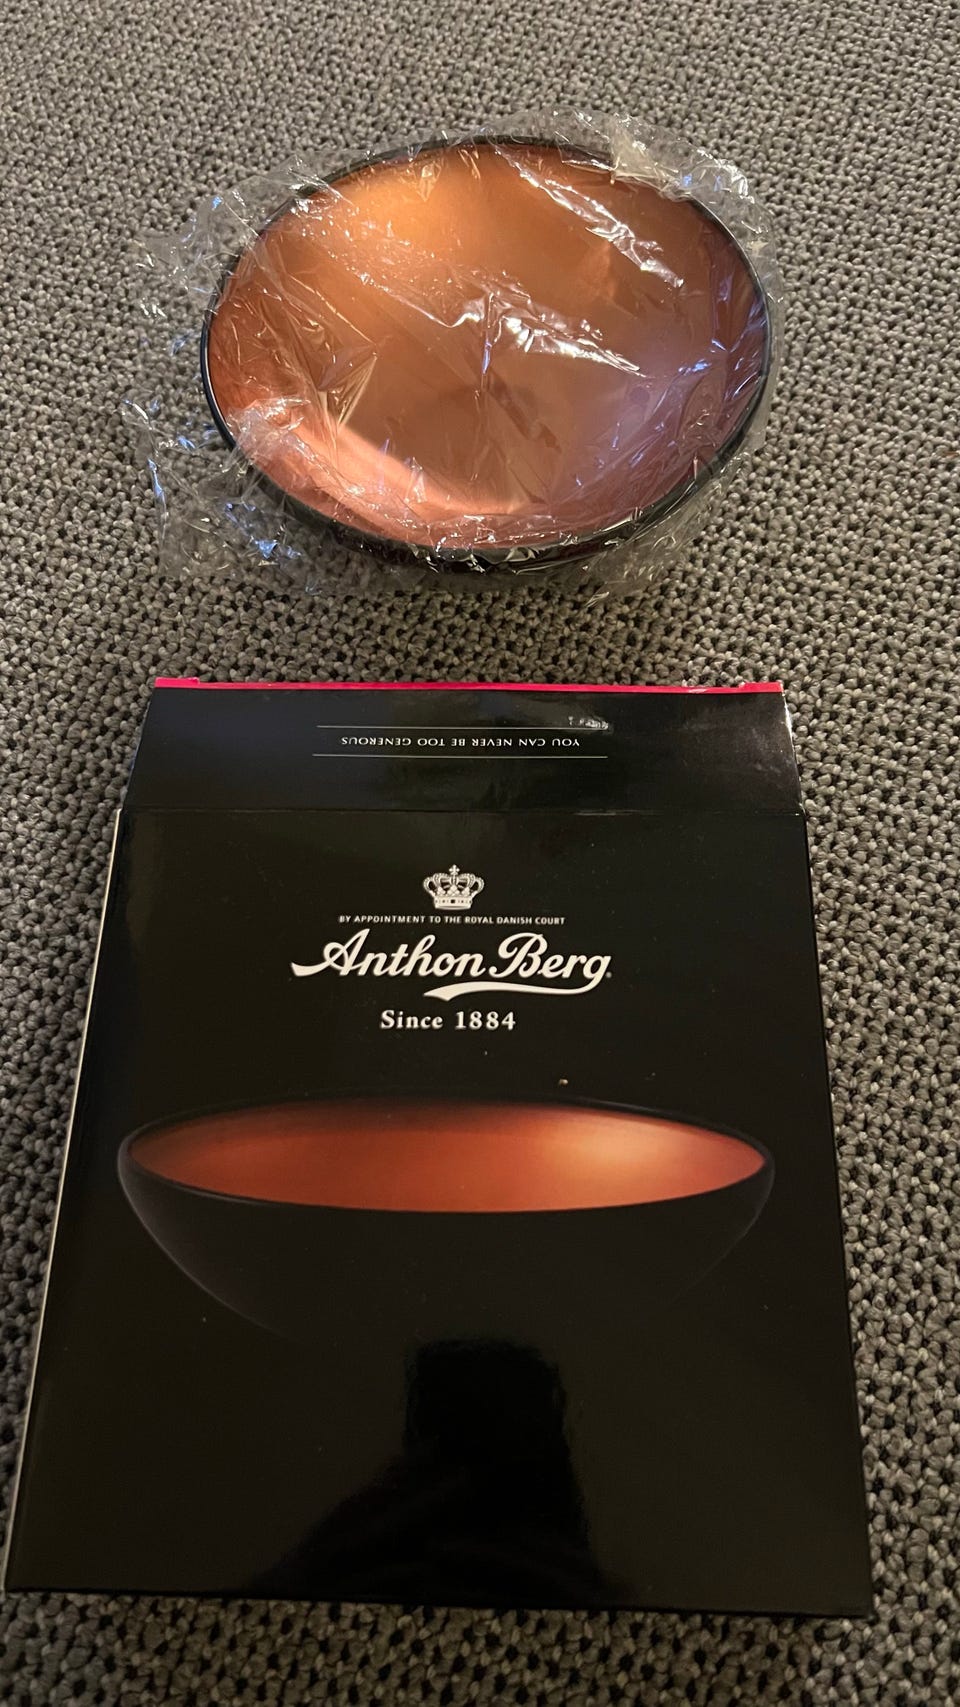 YOU CAN NEVER BE TOO GENEROUS
BY APPOINTMENT TO THE ROYAL DANISH COURT
Anthon Berg
Since 1884